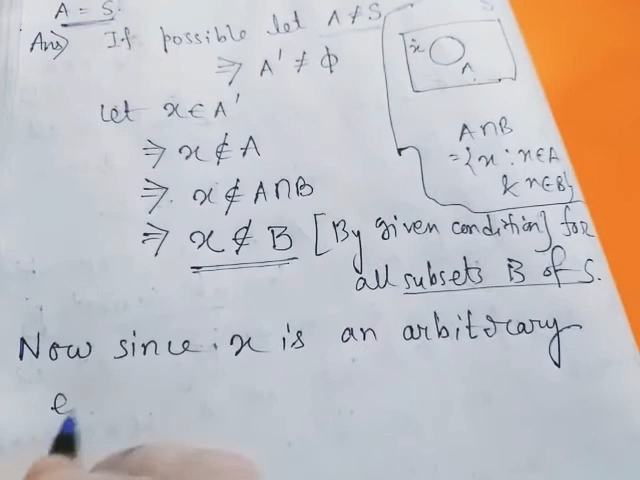 A = S.
Ans⇒ If possible let A ≠ S
⇒ A' ≠ ϕ
Let x ∈ A'
⇒ x ∉ A
⇒ x ∉ A∩B
⇒ x ∉ B [By given condition] for
all subsets B of S.
Now since x is an arbitrary
e
S
x
A
A∩B
= {x : x∈A
& x∈B}